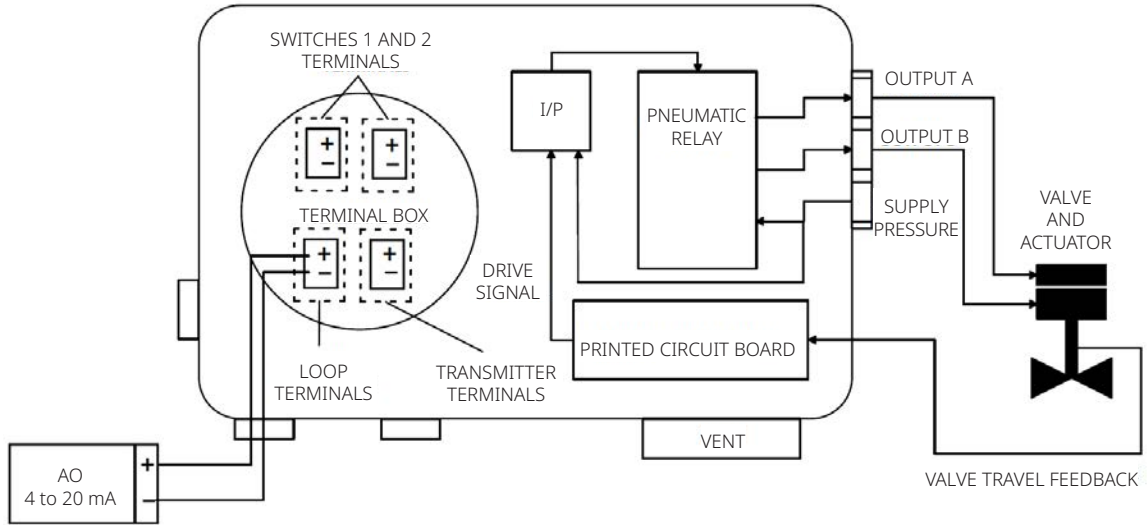 SWITCHES 1 AND 2
TERMINALS
+
−
+
−
TERMINAL BOX
+
−
+
−
LOOP
TERMINALS
TRANSMITTER
TERMINALS
I/P
PNEUMATIC
RELAY
DRIVE
SIGNAL
PRINTED CIRCUIT BOARD
OUTPUT A
OUTPUT B
SUPPLY
PRESSURE
VALVE
AND
ACTUATOR
VENT
VALVE TRAVEL FEEDBACK
AO
4 to 20 mA
+
−